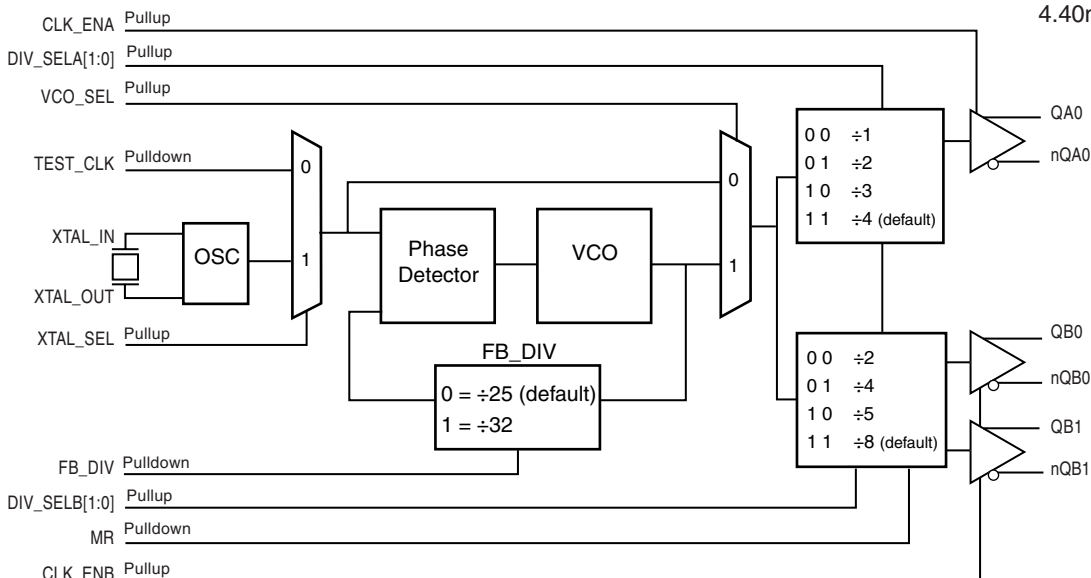 CLK_ENA Pullup
4.40r
DIV_SELA[1:0] Pullup
VCO_SEL Pullup
QA0
nQA0
0 0 ÷1
0 1 ÷2
1 0 ÷3
1 1 ÷4 (default)
TEST_CLK Pulldown
0
0
XTAL_IN
OSC
1
Phase
Detector
VCO
1
XTAL_OUT
XTAL_SEL Pullup
FB_DIV
0 = ÷25 (default)
1 = ÷32
QB0
nQB0
0 0 ÷2
0 1 ÷4
1 0 ÷5
1 1 ÷8 (default)
QB1
nQB1
FB_DIV Pulldown
DIV_SELB[1:0] Pullup
MR Pulldown
CLK_ENB Pullup